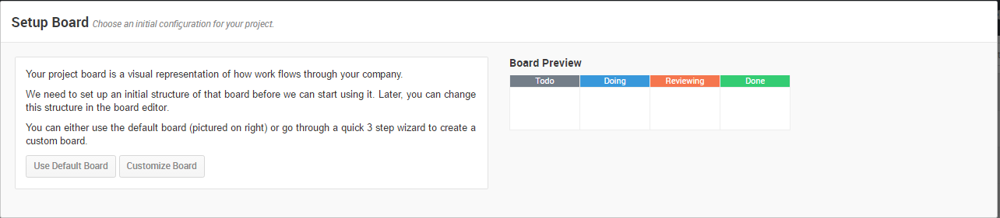 Setup Board Choose an initial configuration for your project.
Your project board is a visual representation of how work flows through your company.
We need to set up an initial structure of that board before we can start using it. Later, you can change
this structure in the board editor.
You can either use the default board (pictured on right) or go through a quick 3 step wizard to create a
custom board.
Use Default Board Customize Board
Board Preview
Todo Doing Reviewing Done